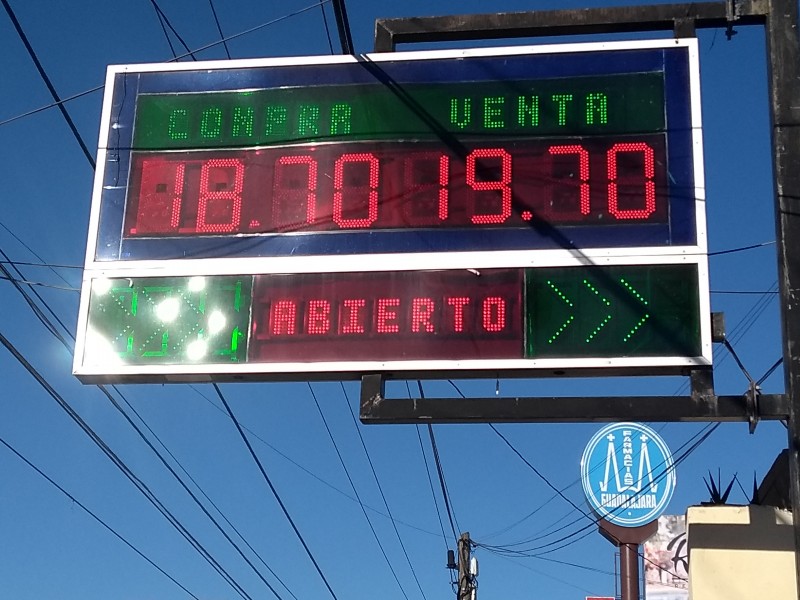 COMPRA VENTA
18.70 19.70
ABIERTO
FARMACIAS
GUADALAJARA